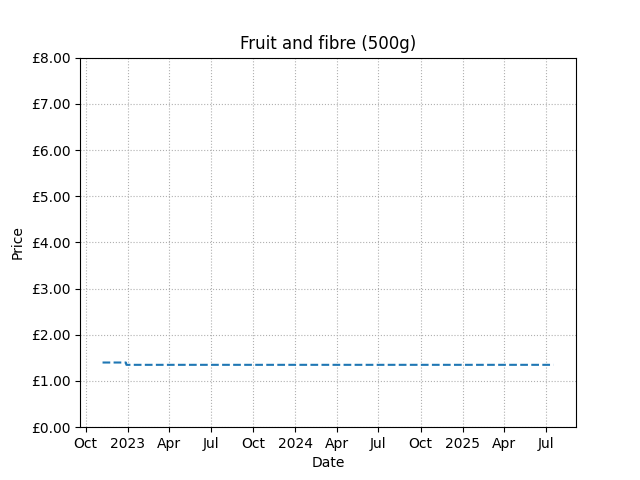 Fruit and fibre (500g)
£8.00
£7.00
£6.00
£5.00
£4.00
£3.00
£2.00
£1.00
£0.00
Price
Oct 2023 Apr Jul Oct 2024 Apr Jul Oct 2025 Apr Jul
Date